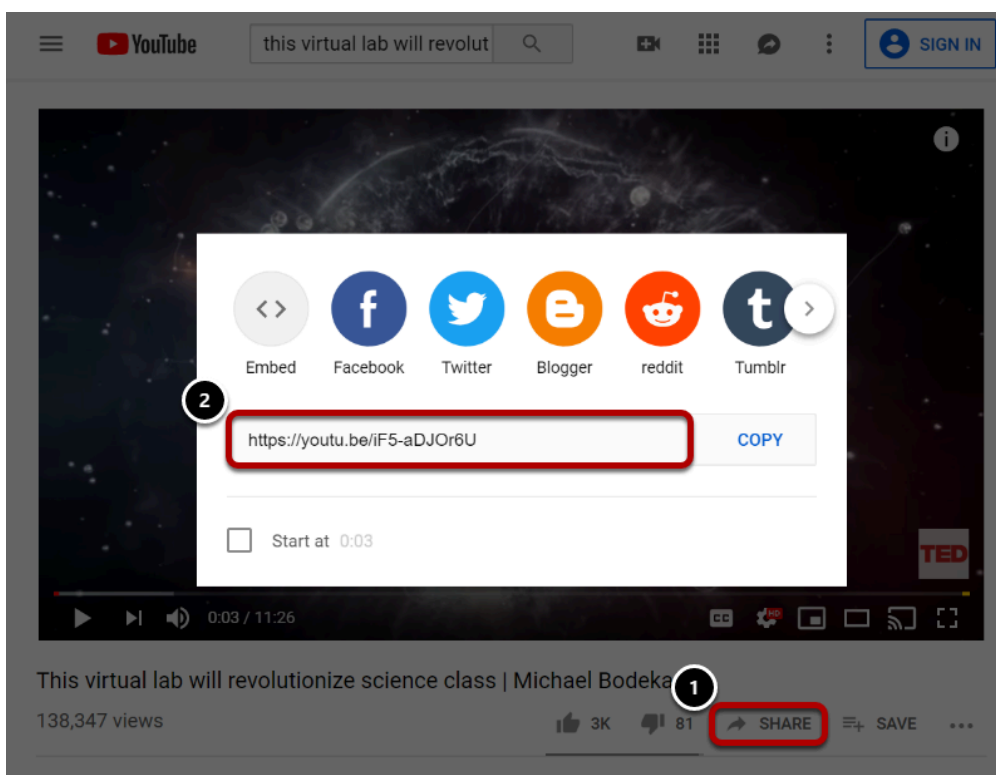 YouTube
this virtual lab will revolut
SIGN IN
Embed
Facebook
Twitter
Blogger
reddit
Tumblr
2
https://youtu.be/iF5-aDJOr6U
COPY
Start at 0:03
TED
0:03 / 11:26
CC
HD
This virtual lab will revolutionize science class | Michael Bodeka
1
138,347 views
3K
81
SHARE
SAVE